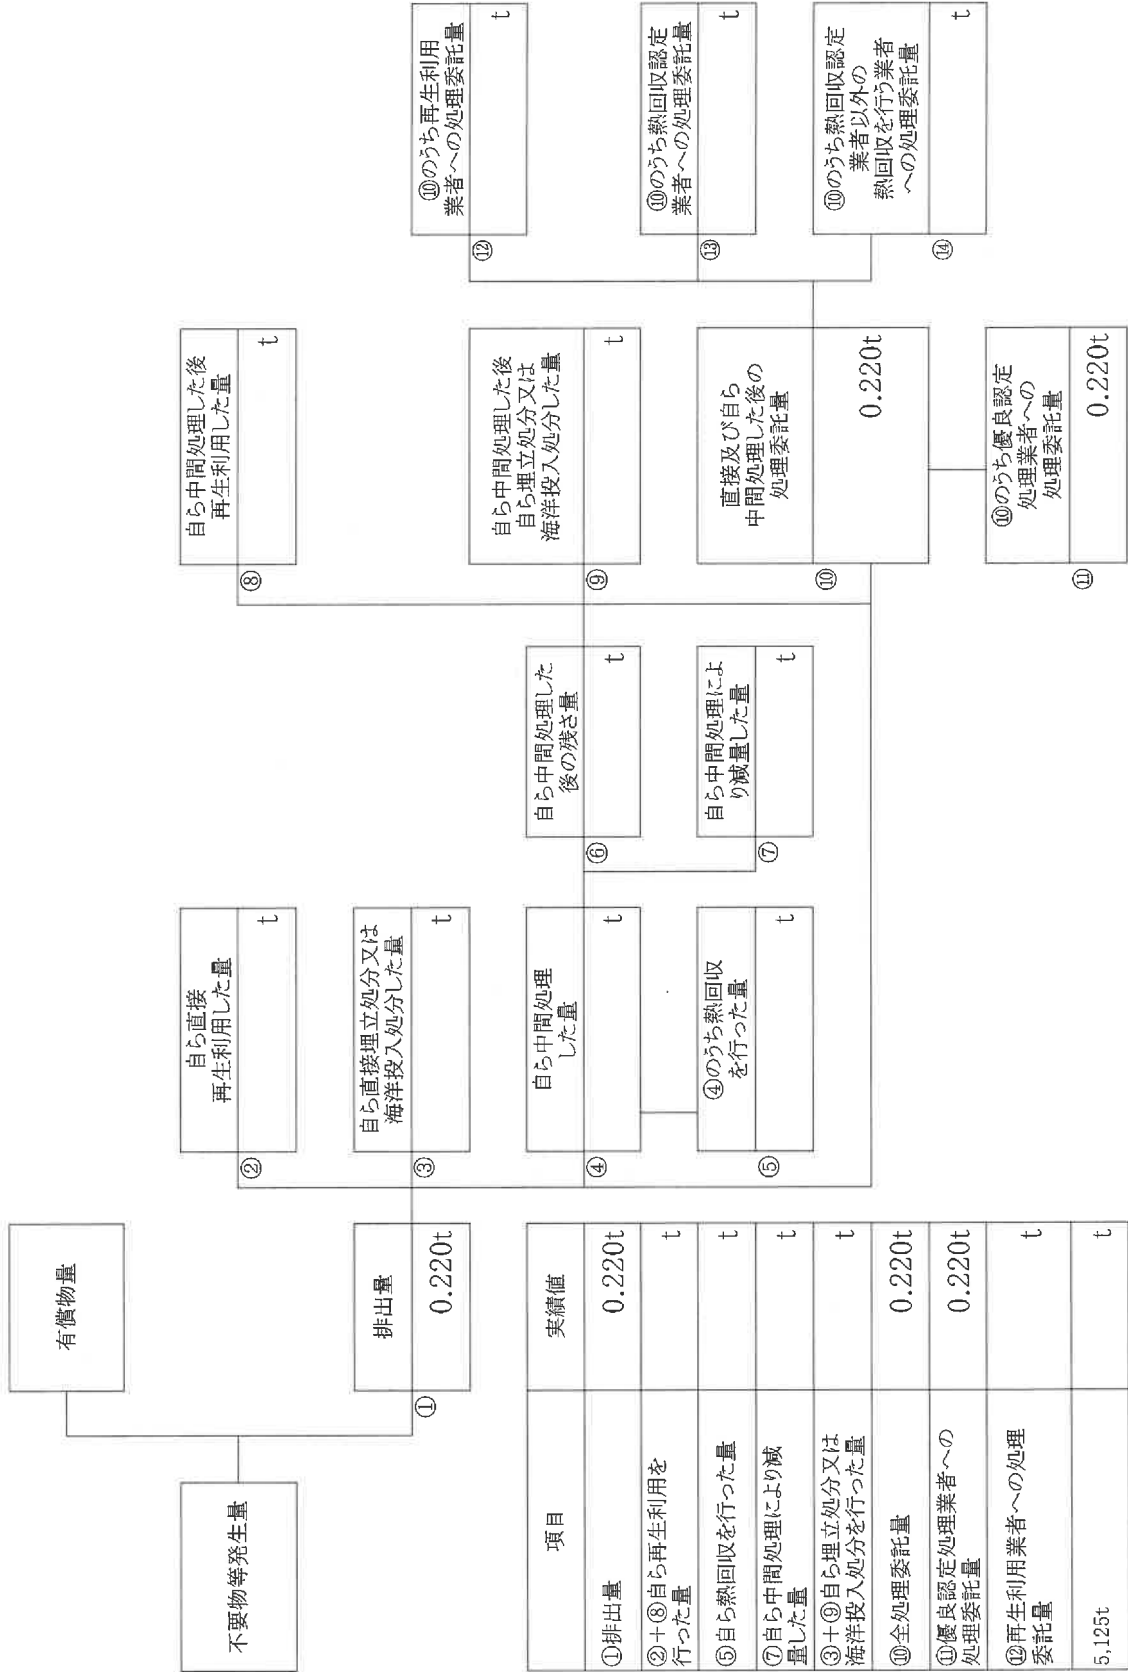 不要物等発生量
有償物量
①
排出量
0.220t
②
自ら直接
再生利用した量
t
③
自ら直接埋立処分又は
海洋投入処分した量
t
④
自ら中間処理
した量
t
⑤
④のうち熱回収
を行った量
t
⑥
自ら中間処理した
後の残さ量
t
⑦
自ら中間処理によ
り減量した量
t
⑧
自ら中間処理した後
再生利用した量
t
⑨
自ら中間処理した後
自ら埋立処分又は
海洋投入処分した量
t
⑩
直接及び自ら
中間処理した後の
処理委託量
0.220t
⑪
⑩のうち優良認定
処理業者への
処理委託量
0.220t
⑫
⑩のうち再生利用
業者への処理委託量
t
⑬
⑩のうち熱回収認定
業者への処理委託量
t
⑭
⑩のうち熱回収認定
業者以外の
熱回収を行う業者
への処理委託量
t
項目 実績値
①排出量 0.220t
②+⑧自ら再生利用を
行った量 t
⑤自ら熱回収を行った量 t
⑦自ら中間処理により減
量した量 t
③+⑨自ら埋立処分又は
海洋投入処分を行った量 t
⑩全処理委託量 0.220t
⑪優良認定処理業者への
処理委託量 0.220t
⑫再生利用業者への処理
委託量 t
5,125t t